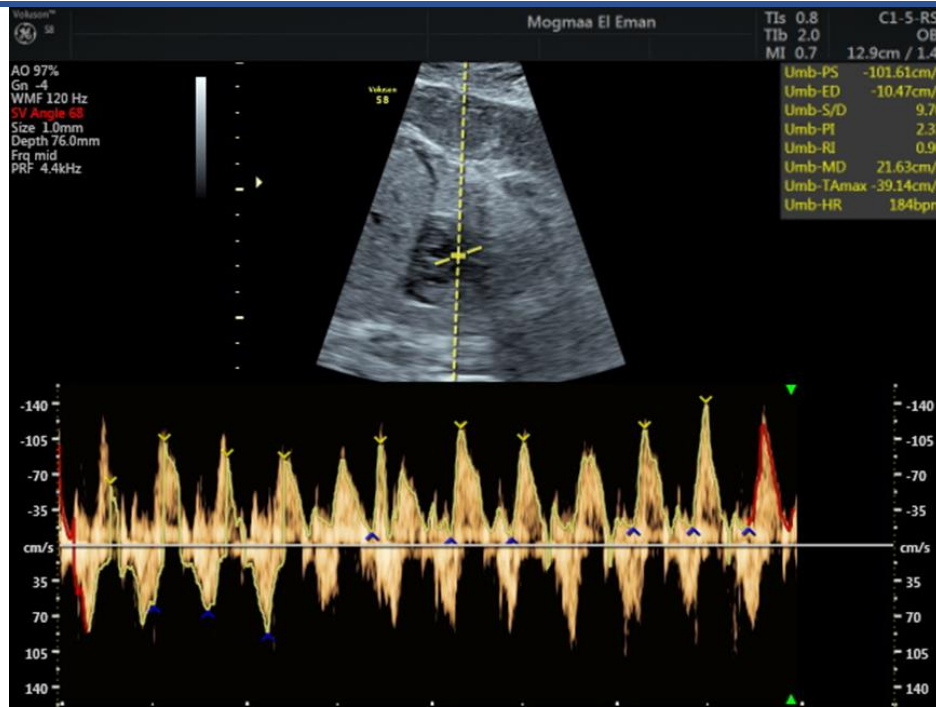 Voluson™
S8
Mogmaa El Eman
TIs 0.8
TIb 2.0
MI 0.7
C1-5-RS
OB
12.9cm / 1.4
AO 97%
Gn -4
WMF 120 Hz
SV Angle 68
Size 1.0mm
Depth 76.0mm
Frq mid
PRF 4.4kHz
Voluson
S8
Umb-PS -101.61cm/
Umb-ED -10.47cm/
Umb-S/D 9.7
Umb-PI 2.3
Umb-RI 0.9
Umb-MD 21.63cm/
Umb-TAmax -39.14cm/
Umb-HR 184bpm
-140 -140
-105 -105
-70 -70
-35 -35
cm/s cm/s
35 35
70 70
105 105
140 140